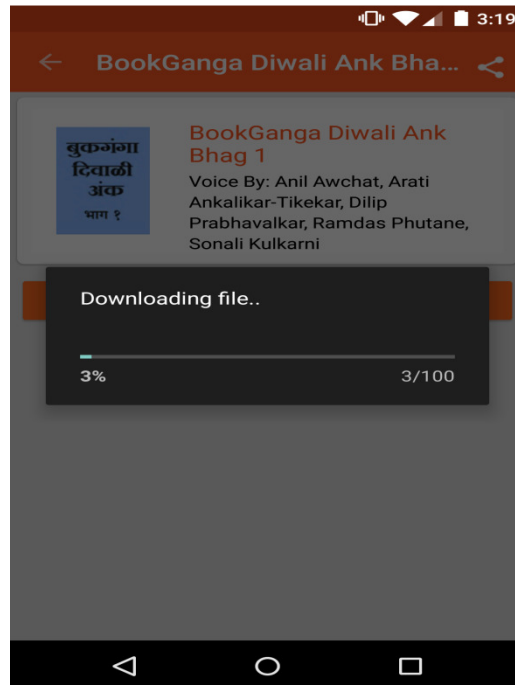 3:19
BookGanga Diwali Ank Bha...
बुकगंगा
दिवाळी
अंक
भाग १
BookGanga Diwali Ank
Bhag 1
Voice By: Anil Awchat, Arati
Ankalikar-Tikekar, Dilip
Prabhavalkar, Ramdas Phutane,
Sonali Kulkarni
Downloading file..
3% 3/100